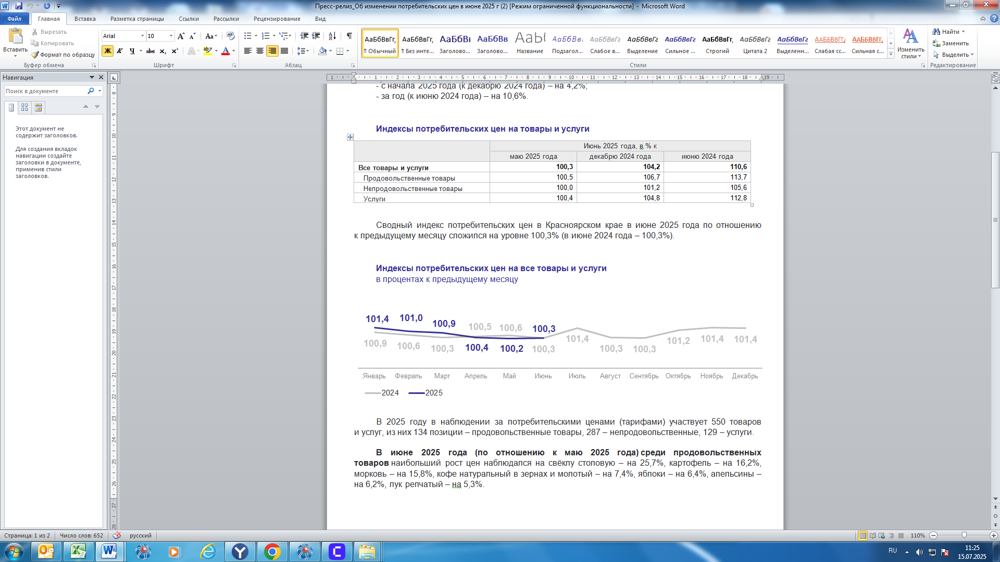 Пресс-релиз_Об изменении потребительских цен в июне 2025 г (2) [Режим ограниченной функциональности] - Microsoft Word
Файл Главная Вставка Разметка страницы Ссылки Рассылки Рецензирование Вид
Вставить
Вырезать
Копировать
Формат по образцу
Буфер обмена
Arial 10
Шрифт
Абзац
АаБбВвГг, АаБбВвГг, АаБбВі АаБбВв АаБ АаБбВв АаБбВвГг АаБбВвГг АаБбВвГг АаБбВвГг, АаБбВвГг АаБбВвГг ААБбВВГГ, ААБбВВГГ,
¶ Обычный ¶ Без инте... Заголово... Заголово... Название Подзагол... Слабое в... Выделение Сильное ... Строгий Цитата 2 Выделенн... Слабая сс... Сильная с...
Стили
Изменить стили
Найти
Заменить
Выделить
Редактирование
Навигация
Поиск в документе
Этот документ не
содержит заголовков.
Для создания вкладок
навигации создайте
заголовки в документе,
применив стили
заголовков.
- с начала 2025 года (к декабрю 2024 года) – на 4,2%;
- за год (к июню 2024 года) – на 10,6%.
Индексы потребительских цен на товары и услуги
Июнь 2025 года, в % к
маю 2025 года декабрю 2024 года июню 2024 года
Все товары и услуги 100,3 104,2 110,6
Продовольственные товары 100,5 106,7 113,7
Непродовольственные товары 100,0 101,2 105,6
Услуги 100,4 104,8 112,8
Сводный индекс потребительских цен в Красноярском крае в июне 2025 года по отношению
к предыдущему месяцу сложился на уровне 100,3% (в июне 2024 года – 100,3%).
Индексы потребительских цен на все товары и услуги
в процентах к предыдущему месяцу
101,4 101,0 100,9 100,5 100,6 100,3
100,9 100,6 100,3 100,4 100,2 100,3 101,4 100,3 100,3 101,2 101,4 101,4
Январь Февраль Март Апрель Май Июнь Июль Август Сентябрь Октябрь Ноябрь Декабрь
2024 2025
В 2025 году в наблюдении за потребительскими ценами (тарифами) участвует 550 товаров
и услуг, из них 134 позиции – продовольственные товары, 287 – непродовольственные, 129 – услуги.
В июне 2025 года (по отношению к маю 2025 года) среди продовольственных
товаров наибольший рост цен наблюдался на свёклу столовую – на 25,7%, картофель – на 16,2%,
морковь – на 15,8%, кофе натуральный в зернах и молотый – на 7,4%, яблоки – на 6,4%, апельсины –
на 6,2%, лук репчатый – на 5,3%.
Страница: 1 из 2 Число слов: 652 русский 110%
RU 11:25
15.07.2025